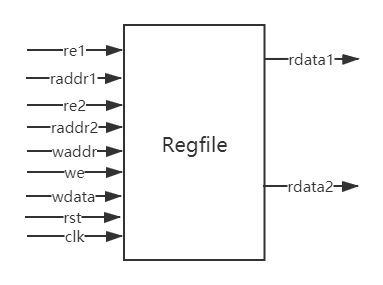 re1
raddr1
re2
raddr2
waddr
we
wdata
rst
clk
Regfile
rdata1
rdata2